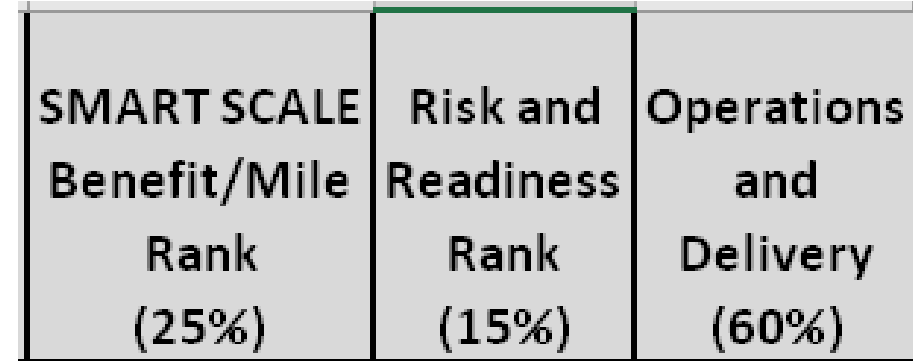 SMART SCALE
Benefit/Mile
Rank
(25%)
Risk and
Readiness
Rank
(15%)
Operations
and
Delivery
(60%)